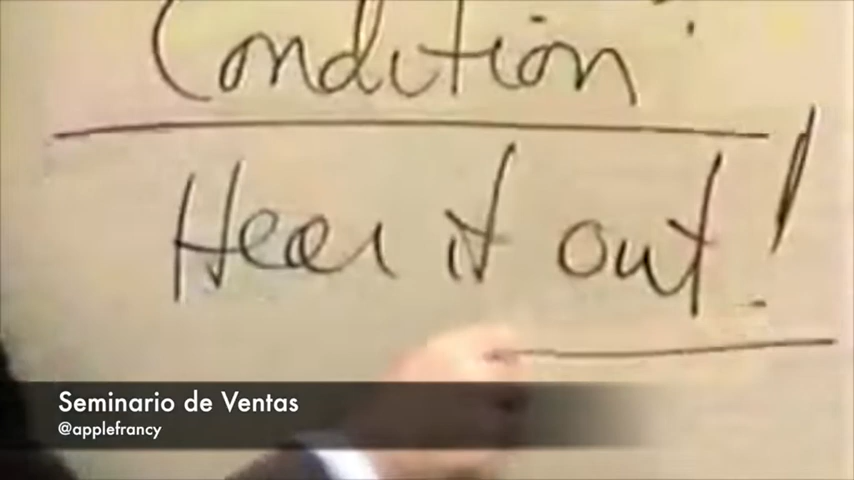 Condition:
Hear it out!
Seminario de Ventas
@applefrancy